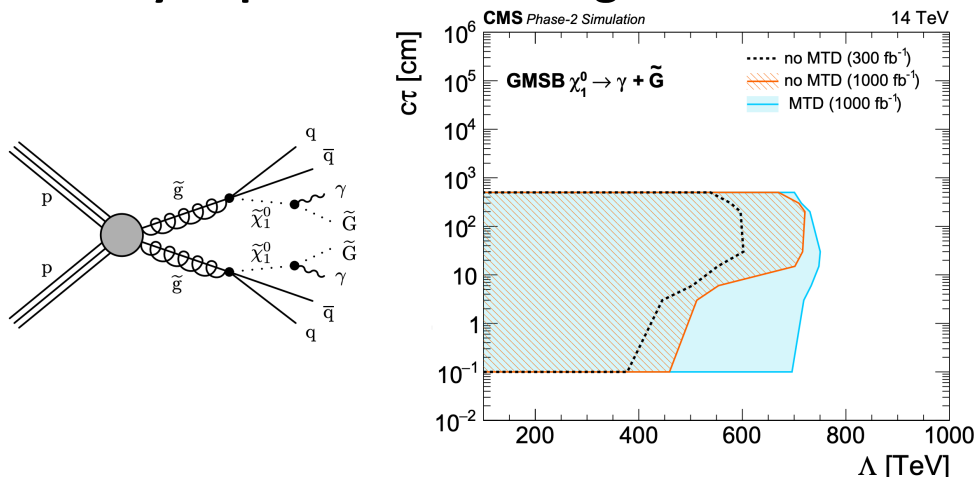 CMS Phase-2 Simulation 14 TeV
GMSB χ₁⁰ → γ + G̃
no MTD (300 fb⁻¹)
no MTD (1000 fb⁻¹)
MTD (1000 fb⁻¹)
cτ [cm]
10⁶
10⁵
10⁴
10³
10²
10
1
10⁻¹
10⁻²
200 400 600 800 1000
Λ [TeV]
p
p
g̃
g̃
χ̃₁⁰
χ̃₁⁰
q
q̅
γ
G̃
G̃
γ
q̅
q